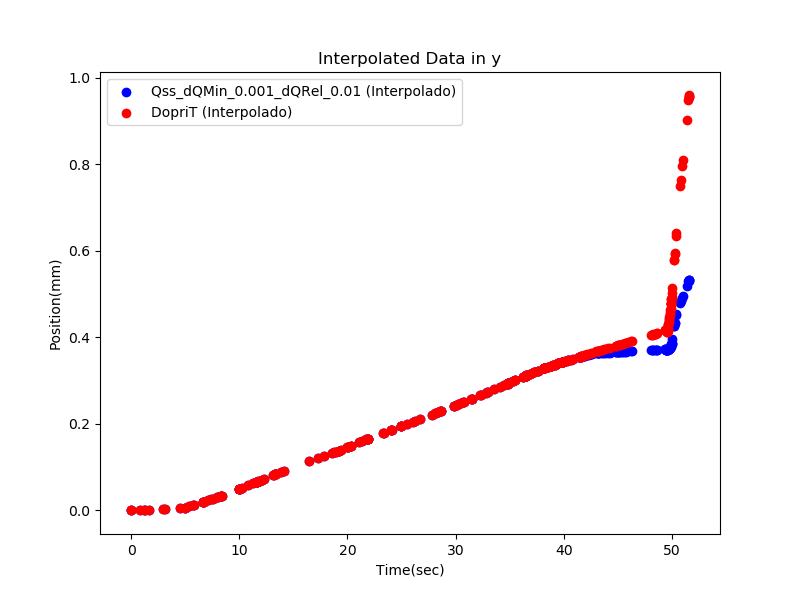 Interpolated Data in y
Qss_dQMin_0.001_dQRel_0.01 (Interpolado)
DopriT (Interpolado)
Position(mm)
1.0
0.8
0.6
0.4
0.2
0.0
0 10 20 30 40 50
Time(sec)